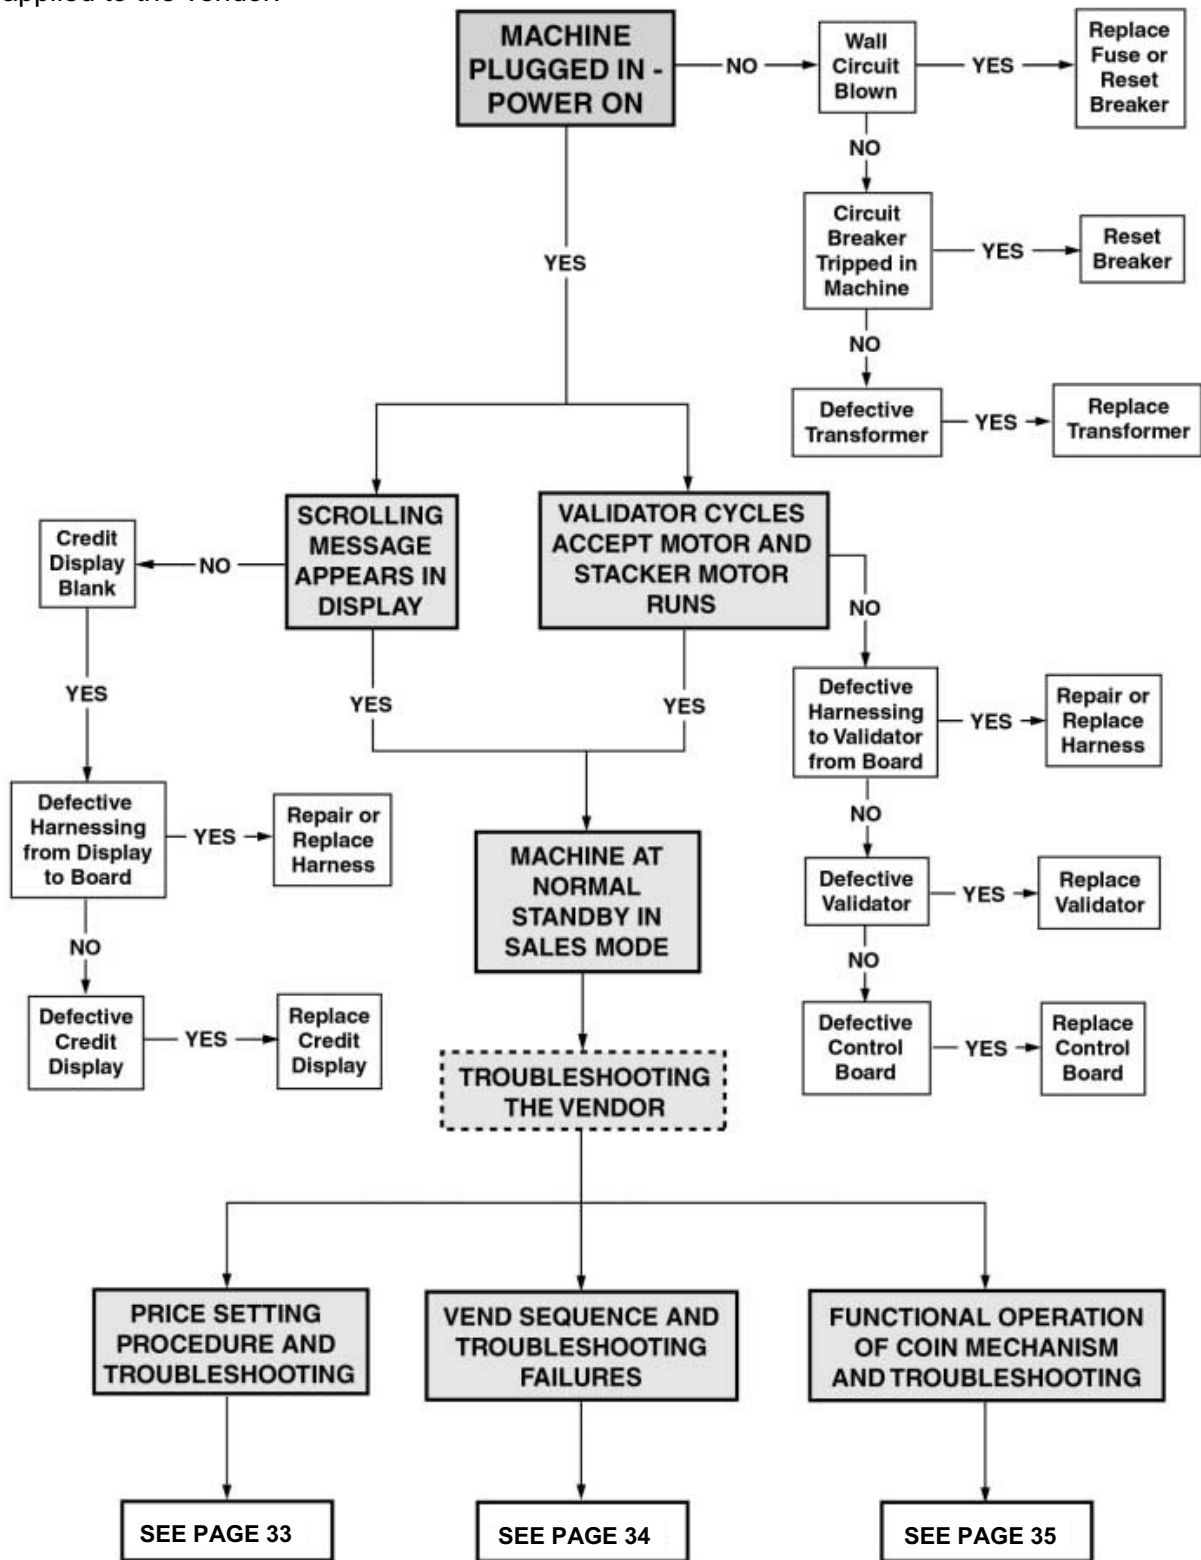 applied to the vendor.
MACHINE
PLUGGED IN -
POWER ON
NO
Wall
Circuit
Blown
YES
Replace
Fuse or
Reset
Breaker
NO
Circuit
Breaker
Tripped in
Machine
YES
Reset
Breaker
NO
Defective
Transformer
YES
Replace
Transformer
YES
SCROLLING
MESSAGE
APPEARS IN
DISPLAY
NO
Credit
Display
Blank
YES
Defective
Harnessing
from Display
to Board
YES
Repair or
Replace
Harness
NO
Defective
Credit
Display
YES
Replace
Credit
Display
YES
VALIDATOR CYCLES
ACCEPT MOTOR AND
STACKER MOTOR
RUNS
NO
Defective
Harnessing
to Validator
from Board
YES
Repair or
Replace
Harness
NO
Defective
Validator
YES
Replace
Validator
NO
Defective
Control
Board
YES
Replace
Control
Board
YES
MACHINE AT
NORMAL
STANDBY IN
SALES MODE
TROUBLESHOOTING
THE VENDOR
PRICE SETTING
PROCEDURE AND
TROUBLESHOOTING
VEND SEQUENCE AND
TROUBLESHOOTING
FAILURES
FUNCTIONAL OPERATION
OF COIN MECHANISM
AND TROUBLESHOOTING
SEE PAGE 33
SEE PAGE 34
SEE PAGE 35